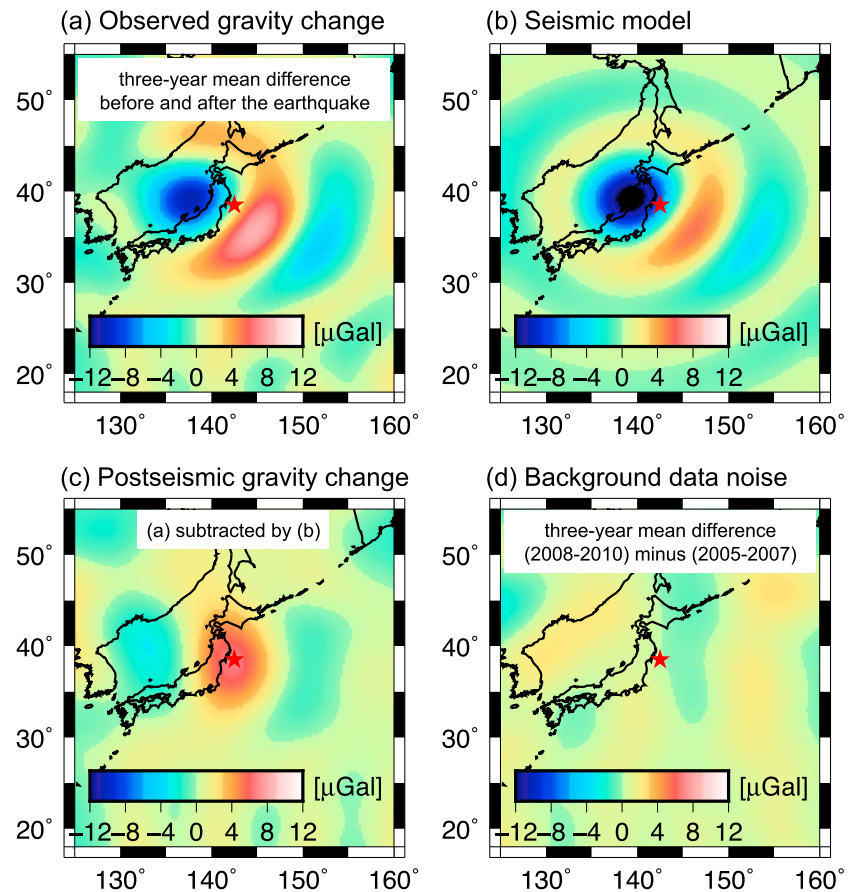 (a) Observed gravity change
three-year mean difference
before and after the earthquake
50°
40°
30°
20°
[μGal]
−12 −8 −4 0 4 8 12
130° 140° 150° 160°
(b) Seismic model
50°
40°
30°
20°
[μGal]
−12 −8 −4 0 4 8 12
130° 140° 150° 160°
(c) Postseismic gravity change
(a) subtracted by (b)
50°
40°
30°
20°
[μGal]
−12 −8 −4 0 4 8 12
130° 140° 150° 160°
(d) Background data noise
three-year mean difference
(2008-2010) minus (2005-2007)
50°
40°
30°
20°
[μGal]
−12 −8 −4 0 4 8 12
130° 140° 150° 160°